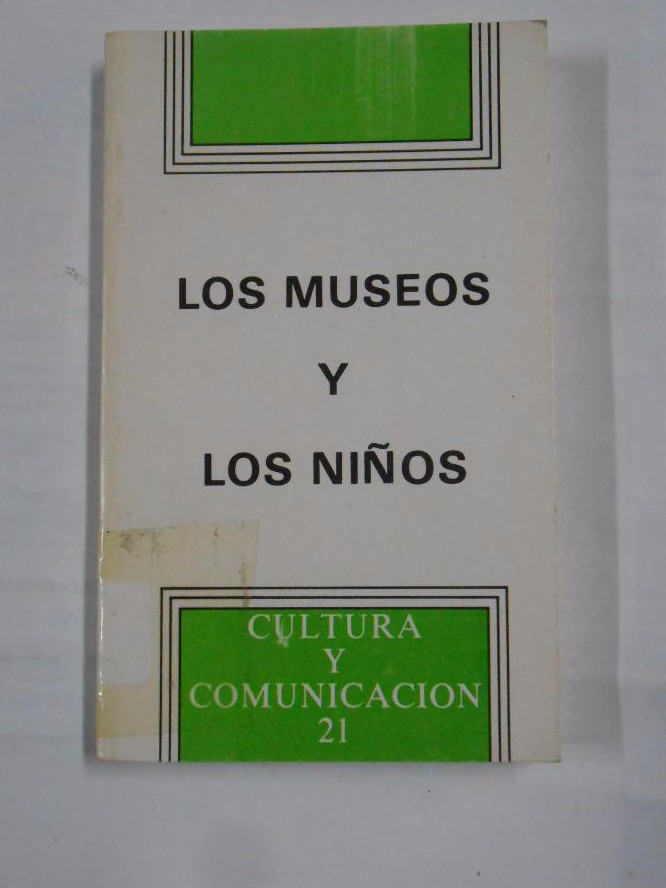 LOS MUSEOS
Y
LOS NIÑOS
CULTURA
Y
COMUNICACION
21